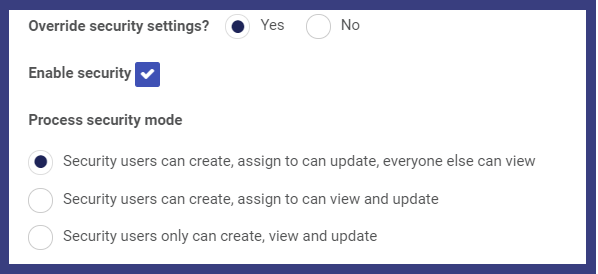 Override security settings? Yes No
Enable security
Process security mode
Security users can create, assign to can update, everyone else can view
Security users can create, assign to can view and update
Security users only can create, view and update